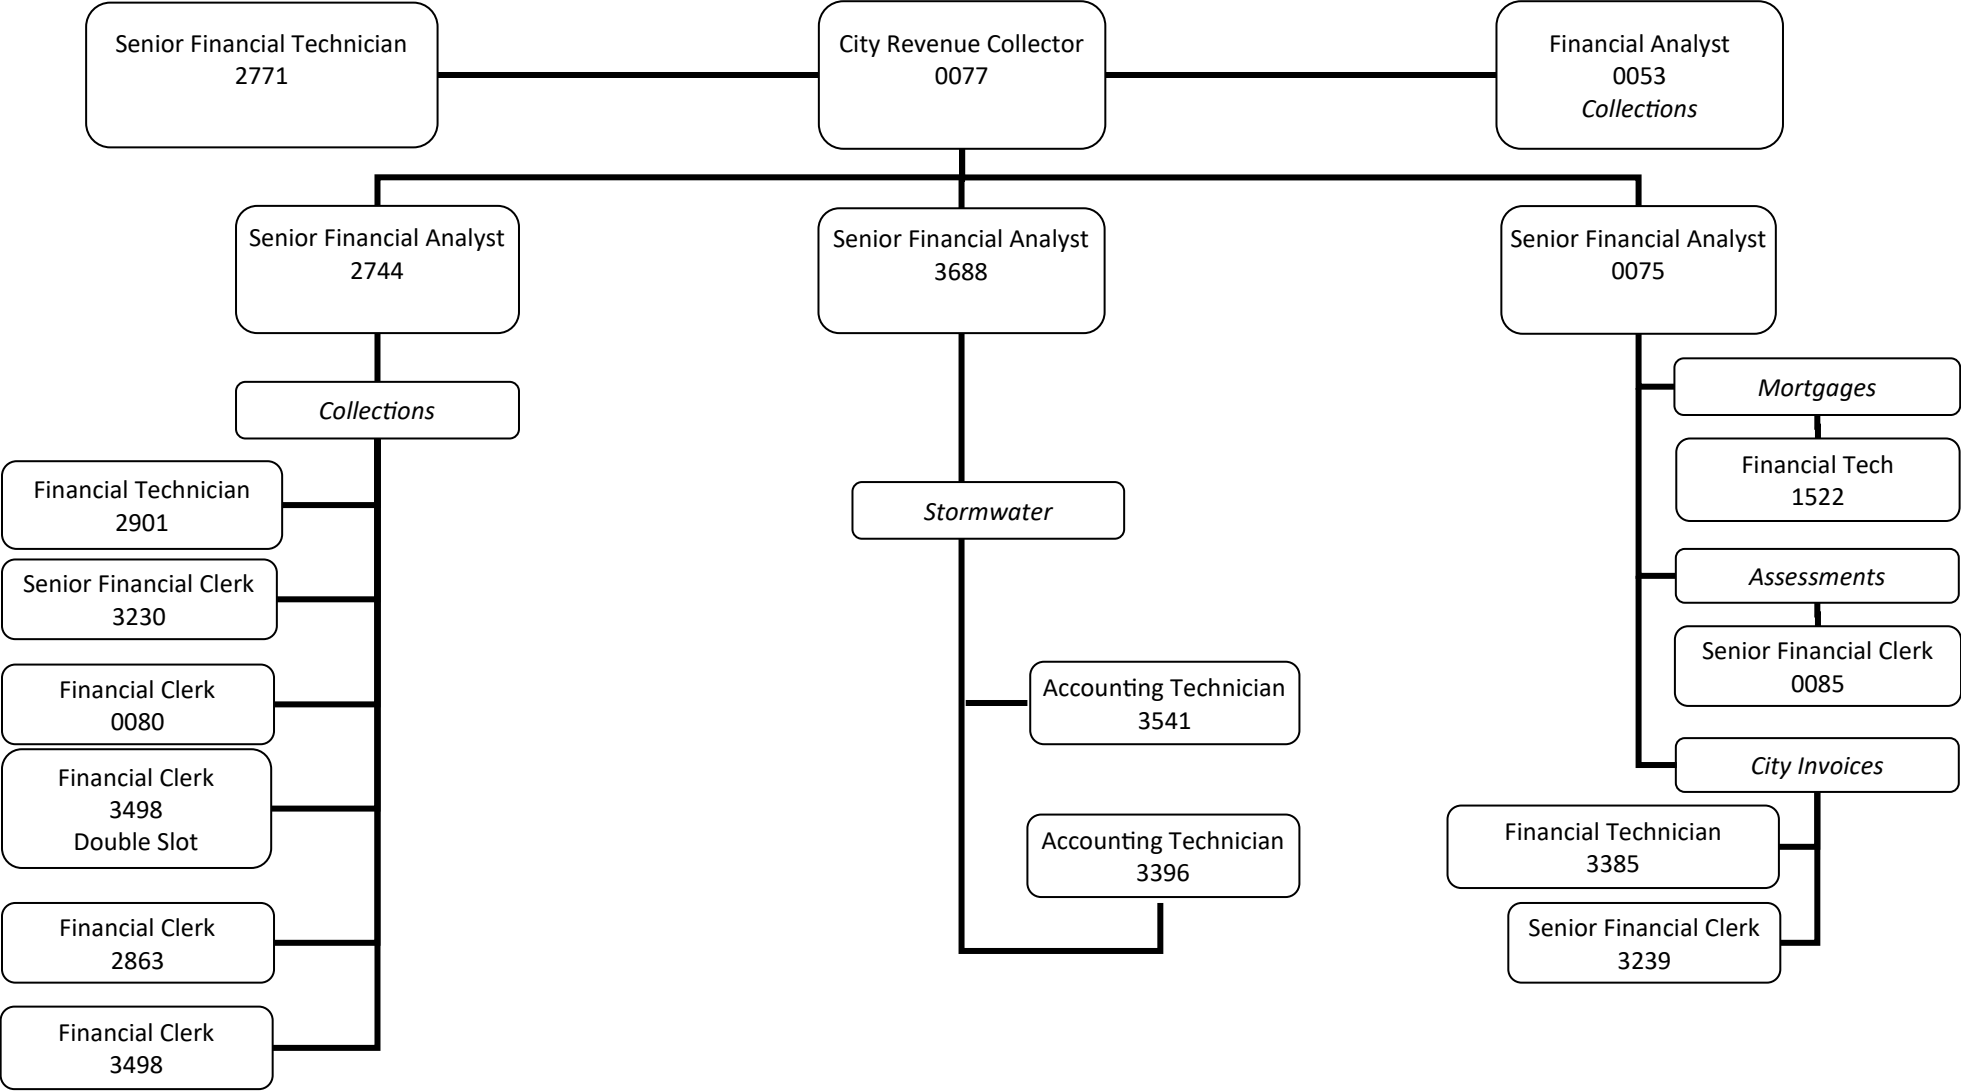 Senior Financial Technician
2771
City Revenue Collector
0077
Financial Analyst
0053
Collections
Senior Financial Analyst
2744
Senior Financial Analyst
3688
Senior Financial Analyst
0075
Collections
Financial Technician
2901
Senior Financial Clerk
3230
Financial Clerk
0080
Financial Clerk
3498
Double Slot
Financial Clerk
2863
Financial Clerk
3498
Stormwater
Accounting Technician
3541
Accounting Technician
3396
Mortgages
Financial Tech
1522
Assessments
Senior Financial Clerk
0085
City Invoices
Financial Technician
3385
Senior Financial Clerk
3239